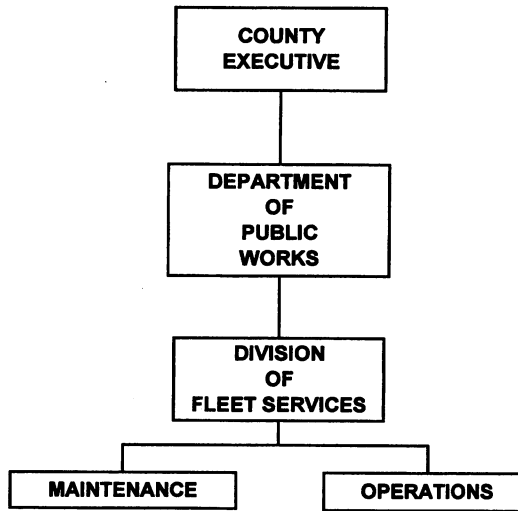 COUNTY
EXECUTIVE
DEPARTMENT
OF
PUBLIC
WORKS
DIVISION
OF
FLEET SERVICES
MAINTENANCE
OPERATIONS